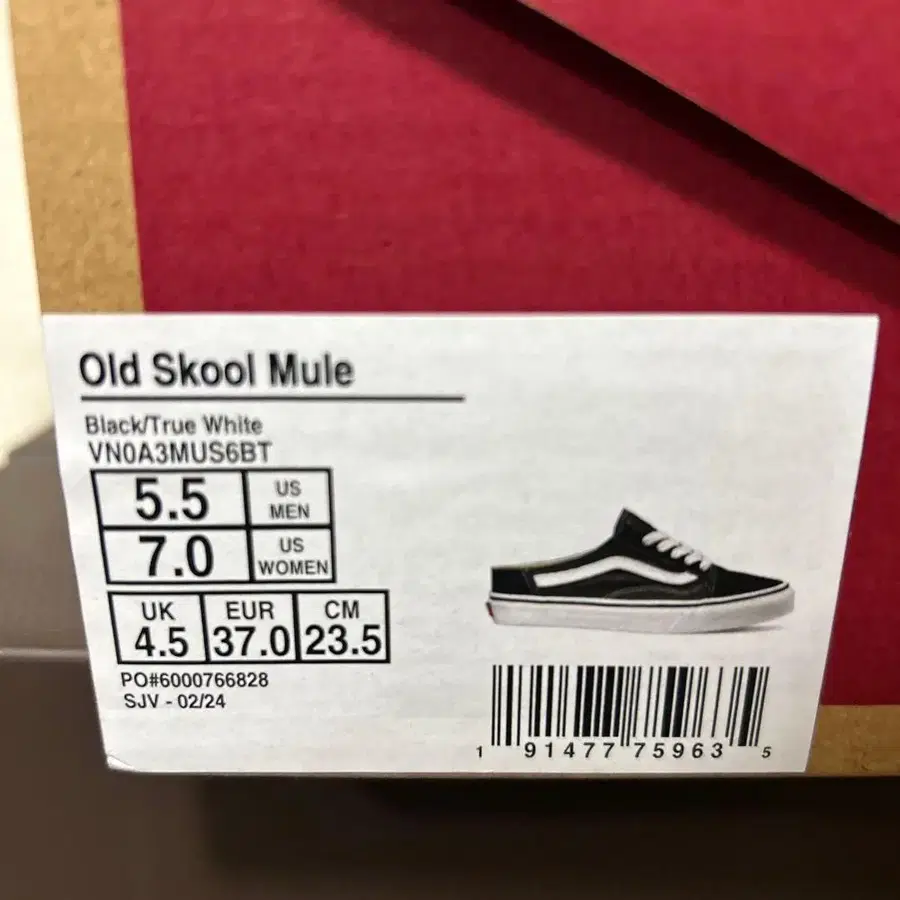 Old Skool Mule
Black/True White
VN0A3MUS6BT
5.5 US MEN
7.0 US WOMEN
UK EUR CM
4.5 37.0 23.5
PO#6000766828
SJV - 02/24
1 91477 75963 5